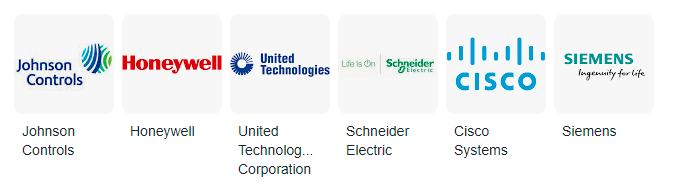 Johnson
Controls
Honeywell
United
Technologies
Life Is On
Schneider
Electric
CISCO
SIEMENS
Ingenuity for life
Johnson
Controls
Honeywell
United
Technolog...
Corporation
Schneider
Electric
Cisco
Systems
Siemens